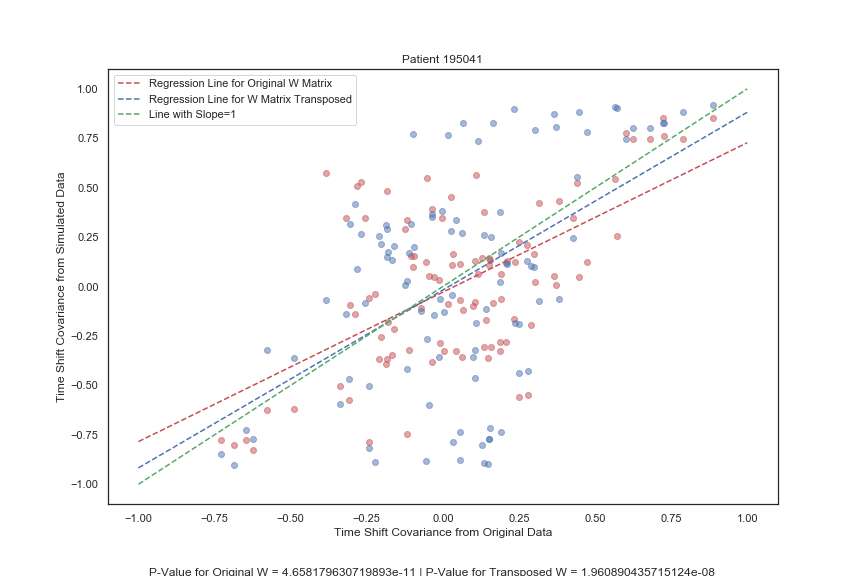 Patient 195041
Regression Line for Original W Matrix
Regression Line for W Matrix Transposed
Line with Slope=1
1.00
0.75
0.50
0.25
0.00
−0.25
−0.50
−0.75
−1.00
Time Shift Covariance from Simulated Data
−1.00 −0.75 −0.50 −0.25 0.00 0.25 0.50 0.75 1.00
Time Shift Covariance from Original Data
P-Value for Original W = 4.658179630719893e-11 | P-Value for Transposed W = 1.960890435715124e-08